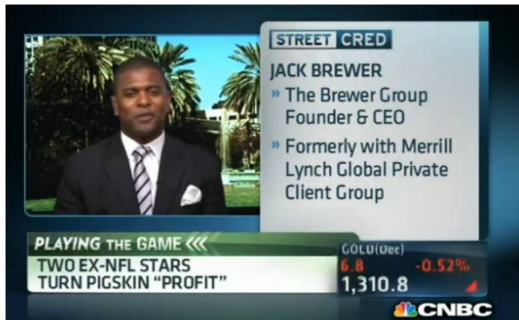 STREET CRED
JACK BREWER
» The Brewer Group
Founder & CEO
» Formerly with Merrill
Lynch Global Private
Client Group
PLAYING THE GAME <<<
TWO EX-NFL STARS
TURN PIGSKIN "PROFIT"
GOLD(Dec)
6.8 -0.52%
1,310.8
CNBC